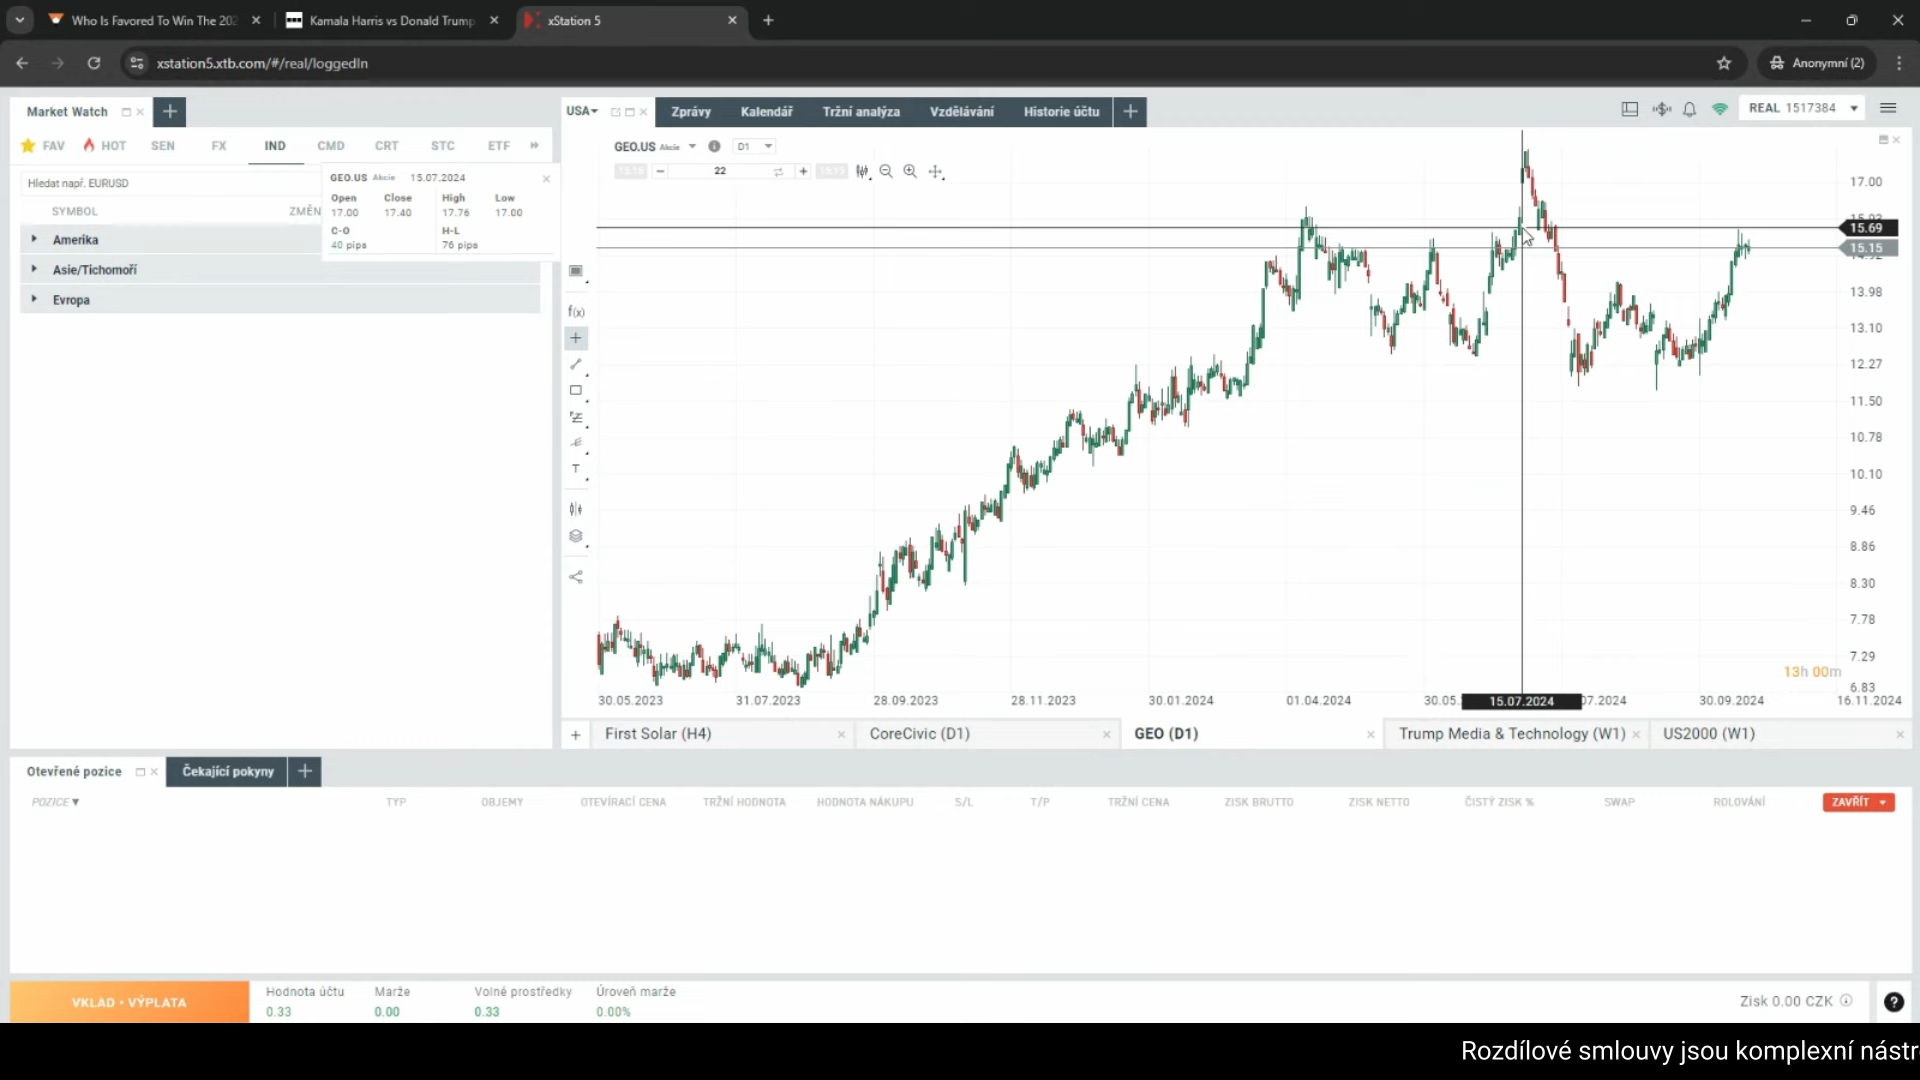 Who Is Favored To Win The 202
Kamala Harris vs Donald Trump
xStation 5
xstation5.xtb.com/#/real/loggedIn
Anonymní (2)
Market Watch
USA
Zprávy
Kalendář
Tržní analýza
Vzdělávání
Historie účtu
REAL 1517384
FAV
HOT
SEN
FX
IND
CMD
CRT
STC
ETF
GEO.US Akcie
D1
22
Hledat např. EURUSD
SYMBOL
ZMĚN
GEO.US Akcie 15.07.2024
Open Close High Low
17.00 17.40 17.76 17.00
C-O H-L
40 pips 76 pips
Amerika
Asie/Tichomoří
Evropa
f(x)
T
17.00
15.69
15.15
13.98
13.10
12.27
11.50
10.78
10.10
9.46
8.86
8.30
7.78
7.29
6.83
13h 00m
30.05.2023
31.07.2023
28.09.2023
28.11.2023
30.01.2024
01.04.2024
30.05.
15.07.2024
07.2024
30.09.2024
16.11.2024
First Solar (H4)
CoreCivic (D1)
GEO (D1)
Trump Media & Technology (W1)
US2000 (W1)
Otevřené pozice
Čekající pokyny
POZICE
TYP
OBJEMY
OTEVÍRACÍ CENA
TRŽNÍ HODNOTA
HODNOTA NÁKUPU
S/L
T/P
TRŽNÍ CENA
ZISK BRUTTO
ZISK NETTO
ČISTÝ ZISK %
SWAP
ROLOVÁNÍ
ZAVŘÍT
VKLAD • VÝPLATA
Hodnota účtu Marže Volné prostředky Úroveň marže
0.33 0.00 0.33 0.00%
Zisk 0.00 CZK
Rozdílové smlouvy jsou komplexní nástr